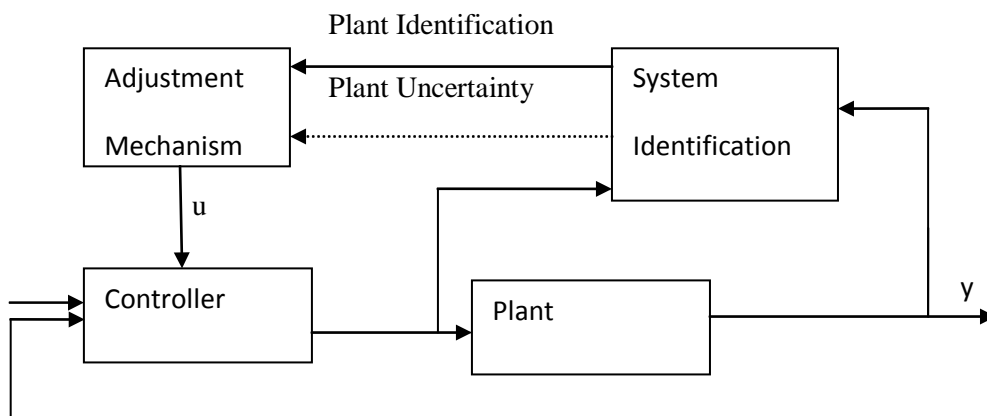 Plant Identification
Adjustment
Mechanism
Plant Uncertainty
System
Identification
u
Controller
Plant
y